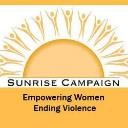 SUNRISE CAMPAIGN
Empowering Women
Ending Violence